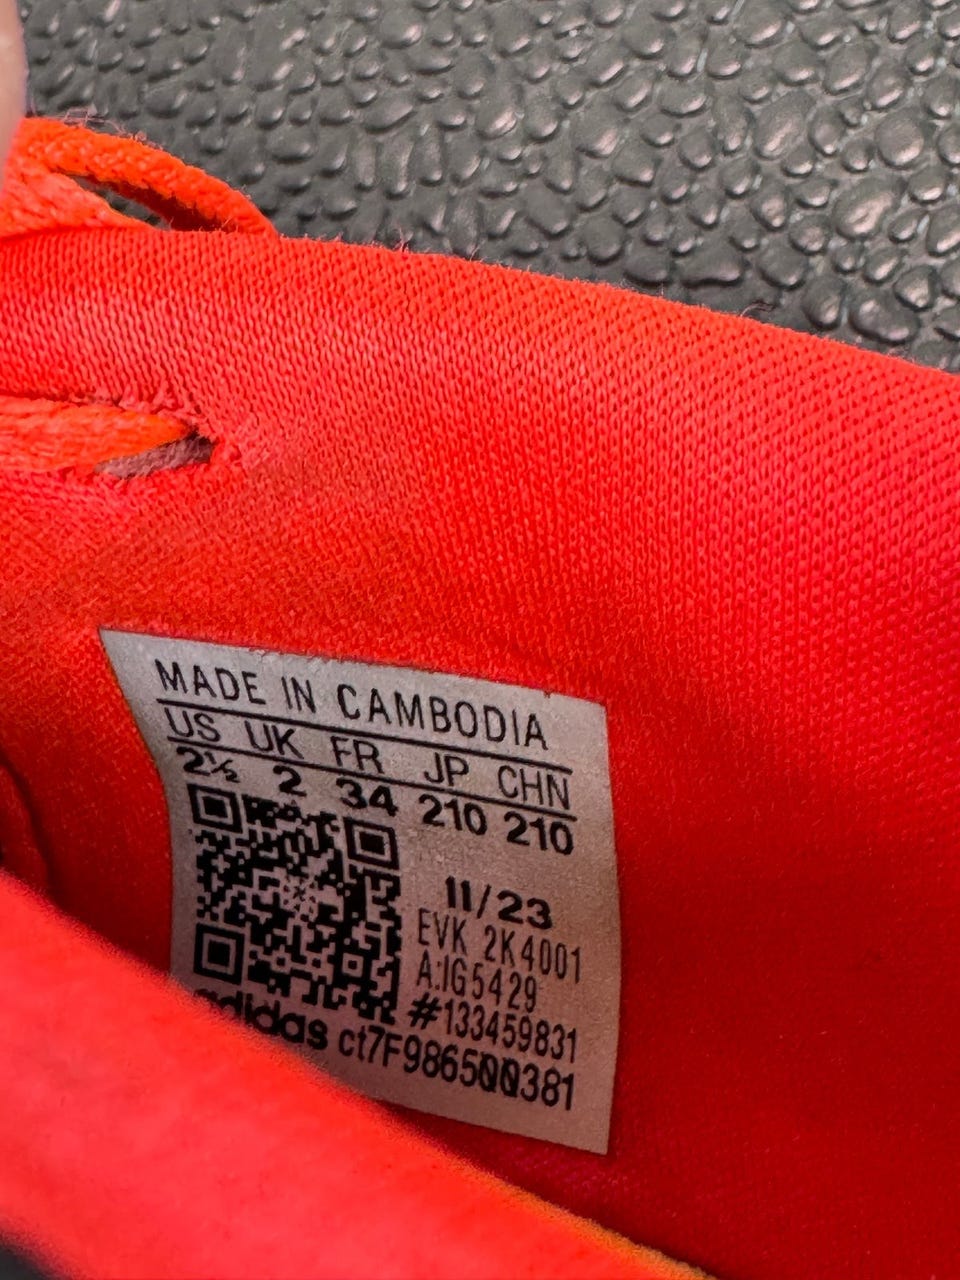 MADE IN CAMBODIA
US UK FR JP CHN
2½ 2 34 210 210
11/23
EVK 2K4001
A:IG5429
#133459831
adidas ct7F986500381